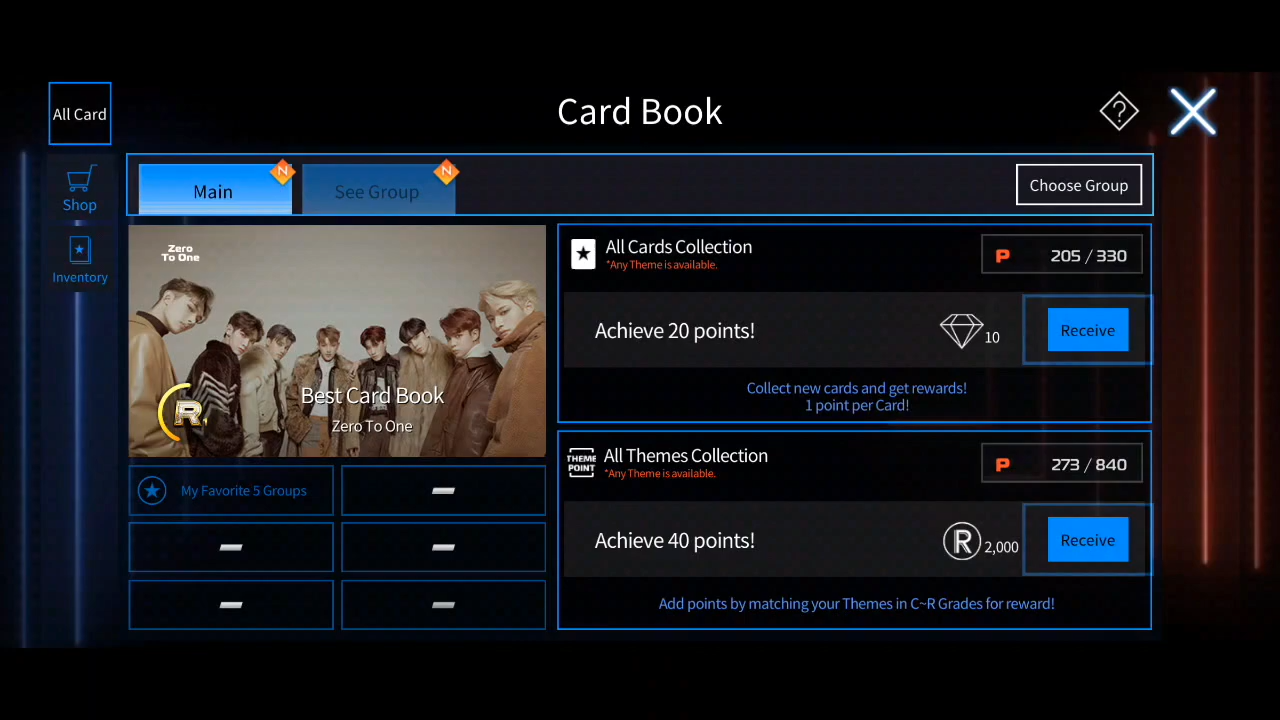 All Card
Card Book
?
Shop
Inventory
Main
N
See Group
N
Choose Group
Zero
To One
R
Best Card Book
Zero To One
My Favorite 5 Groups
All Cards Collection
*Any Theme is available.
P 205 / 330
Achieve 20 points!
10
Receive
Collect new cards and get rewards!
1 point per Card!
THEME
POINT
All Themes Collection
*Any Theme is available.
P 273 / 840
Achieve 40 points!
R 2,000
Receive
Add points by matching your Themes in C~R Grades for reward!